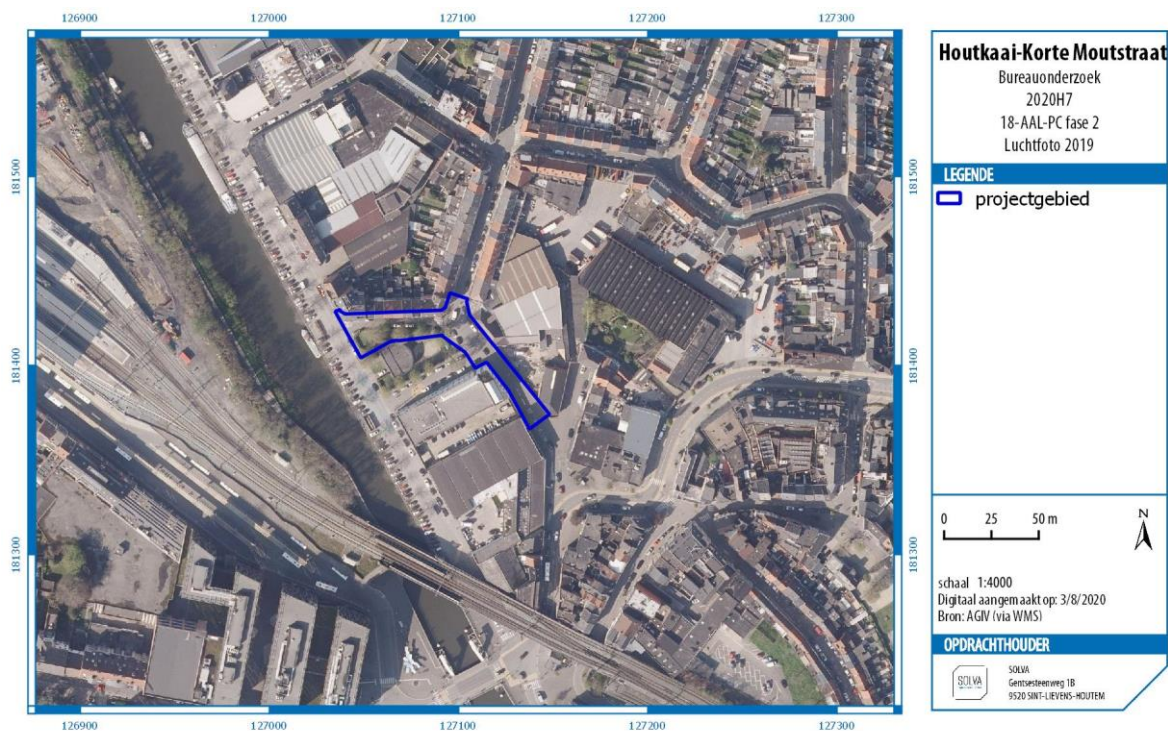 126900 127000 127100 127200 127300
181500 181500
181400 181400
181300 181300
126900 127000 127100 127200 127300
Houtkaai-Korte Moutstraat
Bureauonderzoek
2020H7
18-AAL-PC fase 2
Luchtfoto 2019
LEGENDE
projectgebied
0 25 50 m
N
schaal 1:4000
Digitaal aangemaakt op: 3/8/2020
Bron: AGIV (via WMS)
OPDRACHTHOUDER
SOLVA
SOLVA
Gentsesteenweg 1B
9520 SINT-LIEVENS-HOUTEM